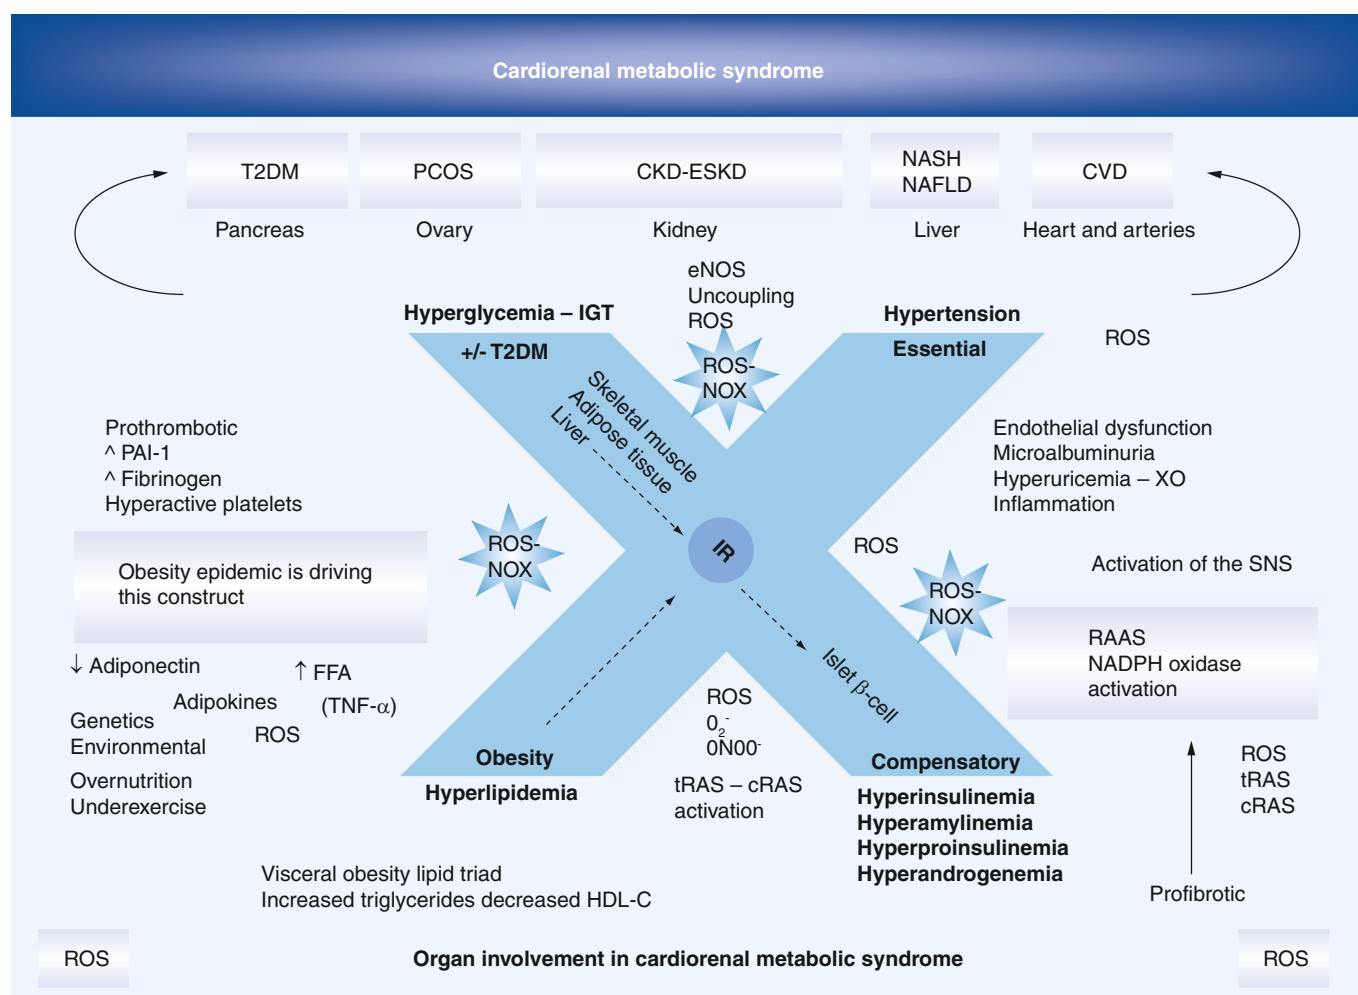 Cardiorenal metabolic syndrome
T2DM
PCOS
CKD-ESKD
NASH
NAFLD
CVD
Pancreas
Ovary
Kidney
Liver
Heart and arteries
eNOS
Uncoupling
ROS
Hyperglycemia – IGT
+/- T2DM
Hypertension
Essential
ROS
ROS-
NOX
Skeletal muscle
Adipose tissue
Liver
Prothrombotic
^ PAI-1
^ Fibrinogen
Hyperactive platelets
Endothelial dysfunction
Microalbuminuria
Hyperuricemia – XO
Inflammation
ROS-
NOX
IR
ROS
Obesity epidemic is driving
this construct
Activation of the SNS
ROS-
NOX
RAAS
NADPH oxidase
activation
↓ Adiponectin
↑ FFA
Adipokines
(TNF-α)
Genetics
Environmental
ROS
Overnutrition
Underexercise
Islet β-cell
ROS
0₂⁻
0N00⁻
tRAS – cRAS
activation
Obesity
Hyperlipidemia
Compensatory
Hyperinsulinemia
Hyperamylinemia
Hyperproinsulinemia
Hyperandrogenemia
ROS
tRAS
cRAS
Profibrotic
Visceral obesity lipid triad
Increased triglycerides decreased HDL-C
ROS
Organ involvement in cardiorenal metabolic syndrome
ROS